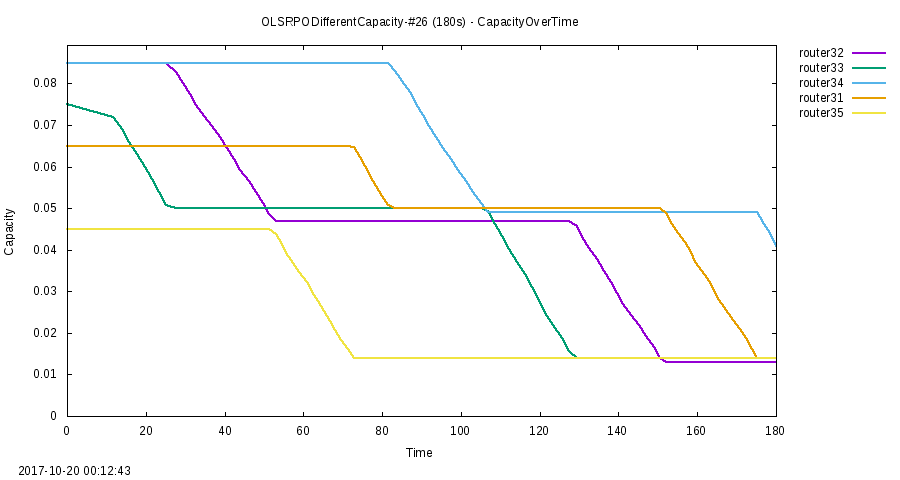 OLSRPODifferentCapacity-#26 (180s) - CapacityOverTime
router32
router33
router34
router31
router35
0.08
0.07
0.06
0.05
0.04
0.03
0.02
0.01
0
Capacity
0 20 40 60 80 100 120 140 160 180
Time
2017-10-20 00:12:43